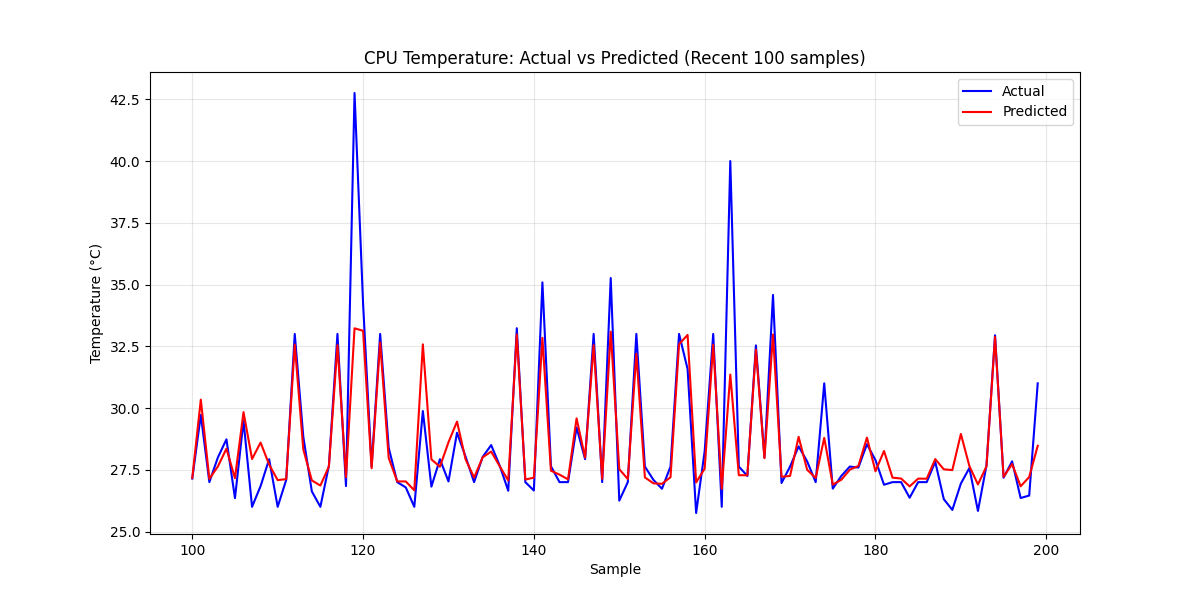 CPU Temperature: Actual vs Predicted (Recent 100 samples)
Actual
Predicted
42.5
40.0
37.5
35.0
32.5
30.0
27.5
25.0
Temperature (°C)
100
120
140
160
180
200
Sample